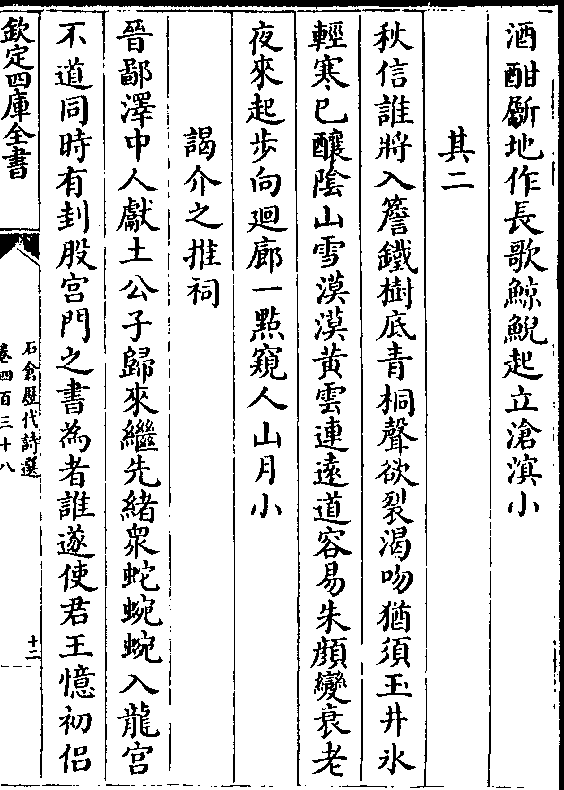 酒酣斸地作長歌鯨鯢起立滄溟小
其二
秋信誰將入簷鐵樹底青桐聲欲裂渴吻猶須玉井氷
輕寒已釀隂山雪漠漠黄雲連遠道容易朱顔變衰老
夜來起步向迴廊一點窺人山月小
謁介之推祠
晉鄙澤中人獻土公子歸來繼先緒衆蛇蜿蜿入龍宫
不道同時有刲股宫門之書為者誰遂使君王憶初侣
欽定四庫全書
石倉歷代詩選
卷四百三十八
十二